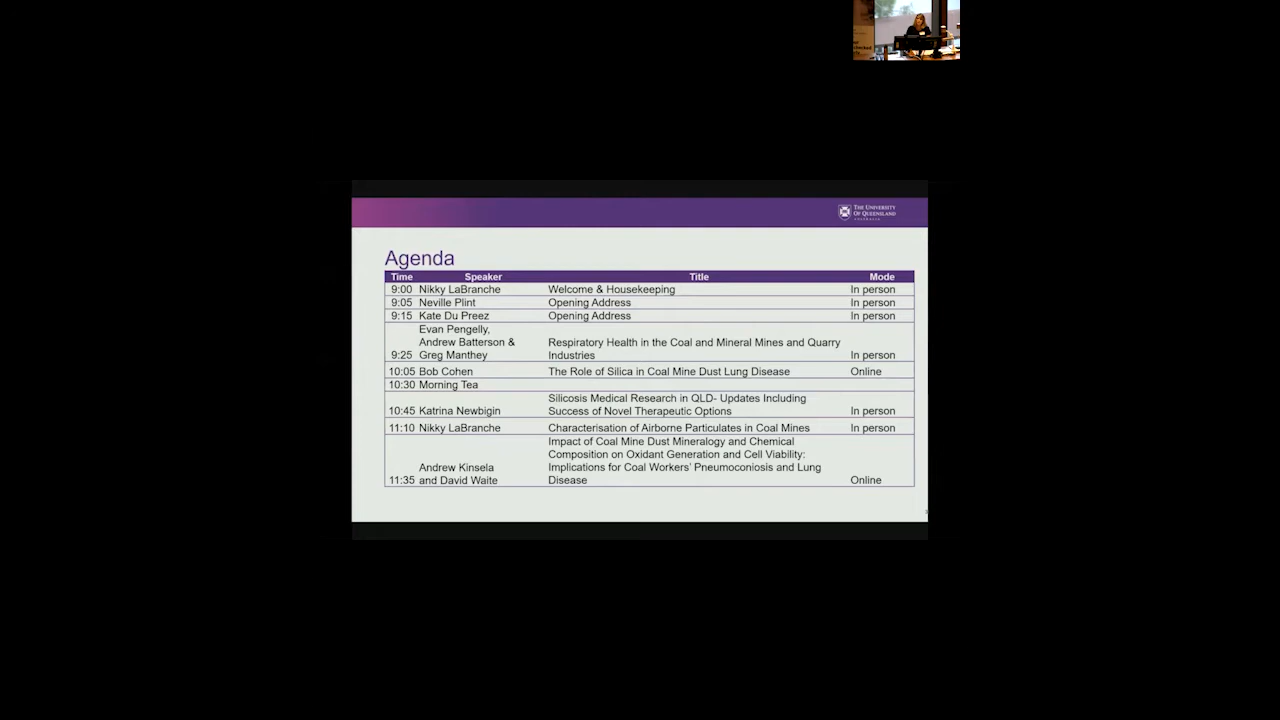 THE UNIVERSITY
OF QUEENSLAND
AUSTRALIA
Agenda
Time Speaker Title Mode
9:00 Nikky LaBranche Welcome & Housekeeping In person
9:05 Neville Plint Opening Address In person
9:15 Kate Du Preez Opening Address In person
Evan Pengelly,
Andrew Batterson & Respiratory Health in the Coal and Mineral Mines and Quarry
9:25 Greg Manthey Industries In person
10:05 Bob Cohen The Role of Silica in Coal Mine Dust Lung Disease Online
10:30 Morning Tea
Silicosis Medical Research in QLD- Updates Including
10:45 Katrina Newbigin Success of Novel Therapeutic Options In person
11:10 Nikky LaBranche Characterisation of Airborne Particulates in Coal Mines In person
Impact of Coal Mine Dust Mineralogy and Chemical
Composition on Oxidant Generation and Cell Viability:
Andrew Kinsela Implications for Coal Workers' Pneumoconiosis and Lung
11:35 and David Waite Disease Online